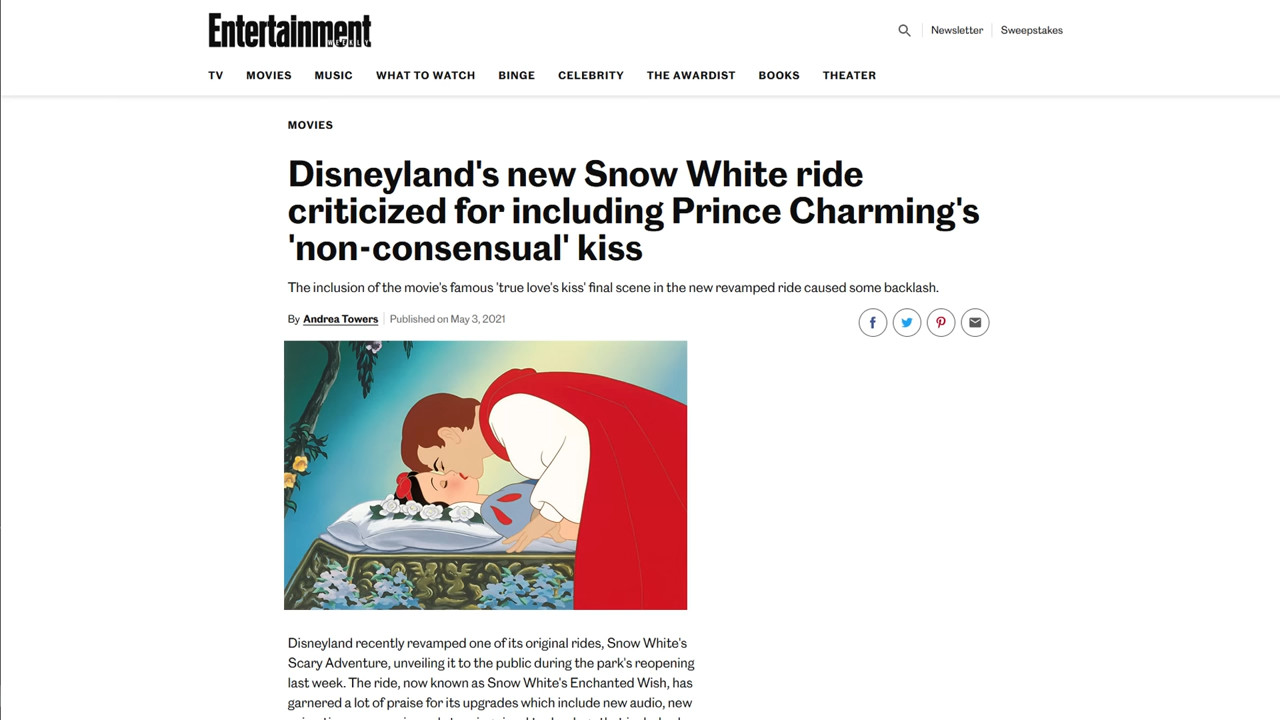 Entertainment
WEEKLY
Newsletter
Sweepstakes
TV MOVIES MUSIC WHAT TO WATCH BINGE CELEBRITY THE AWARDIST BOOKS THEATER
MOVIES
Disneyland's new Snow White ride
criticized for including Prince Charming's
'non-consensual' kiss
The inclusion of the movie's famous 'true love's kiss' final scene in the new revamped ride caused some backlash.
By Andrea Towers Published on May 3, 2021
Disneyland recently revamped one of its original rides, Snow White's
Scary Adventure, unveiling it to the public during the park's reopening
last week. The ride, now known as Snow White's Enchanted Wish, has
garnered a lot of praise for its upgrades which include new audio, new